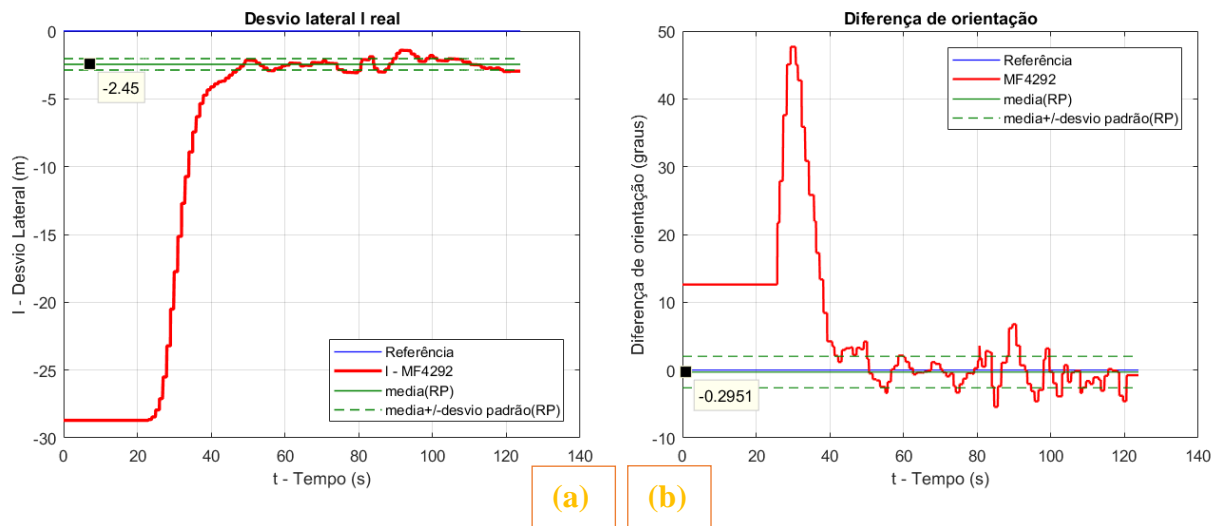 Desvio lateral l real
0
-5
-10
-15
-20
-25
-30
l - Desvio Lateral (m)
-2.45
Referência
l - MF4292
media(RP)
media+/-desvio padrão(RP)
0 20 40 60 80 100 120 140
t - Tempo (s)
(a)
Diferença de orientação
50
40
30
20
10
0
-10
Diferença de orientação (graus)
Referência
MF4292
media(RP)
media+/-desvio padrão(RP)
-0.2951
0 20 40 60 80 100 120 140
t - Tempo (s)
(b)